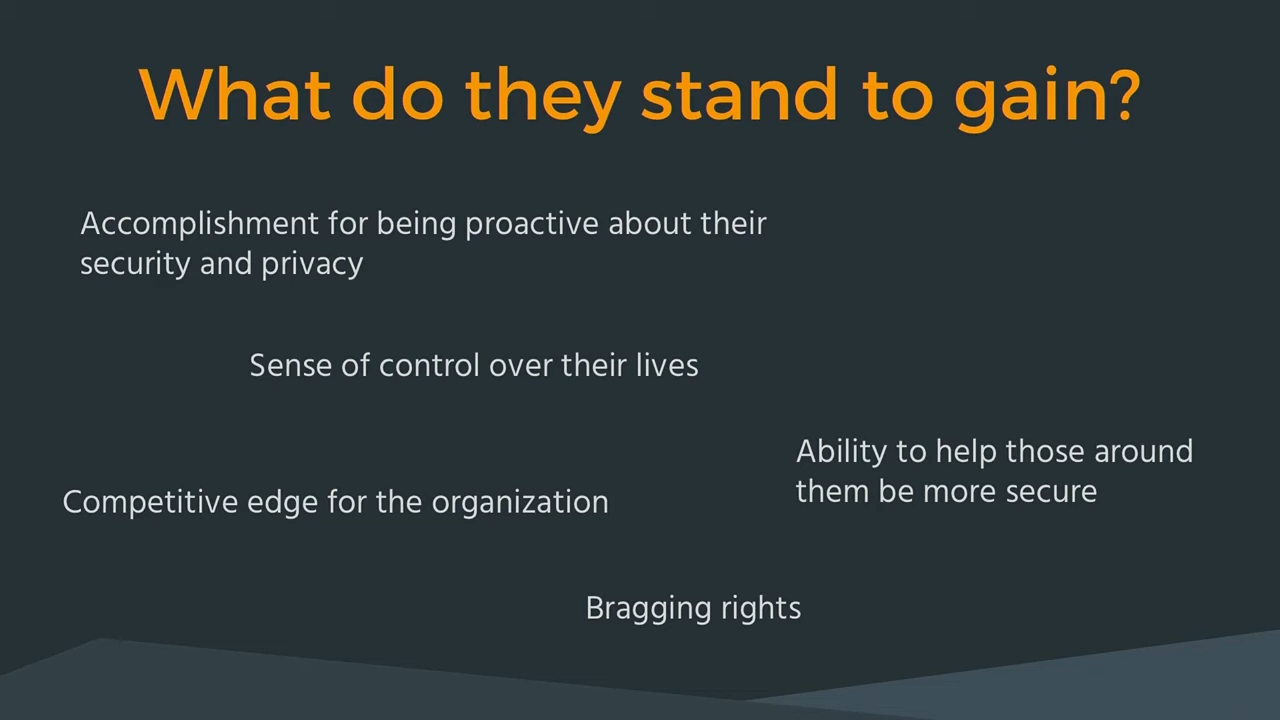 What do they stand to gain?
Accomplishment for being proactive about their
security and privacy
Sense of control over their lives
Ability to help those around
them be more secure
Competitive edge for the organization
Bragging rights